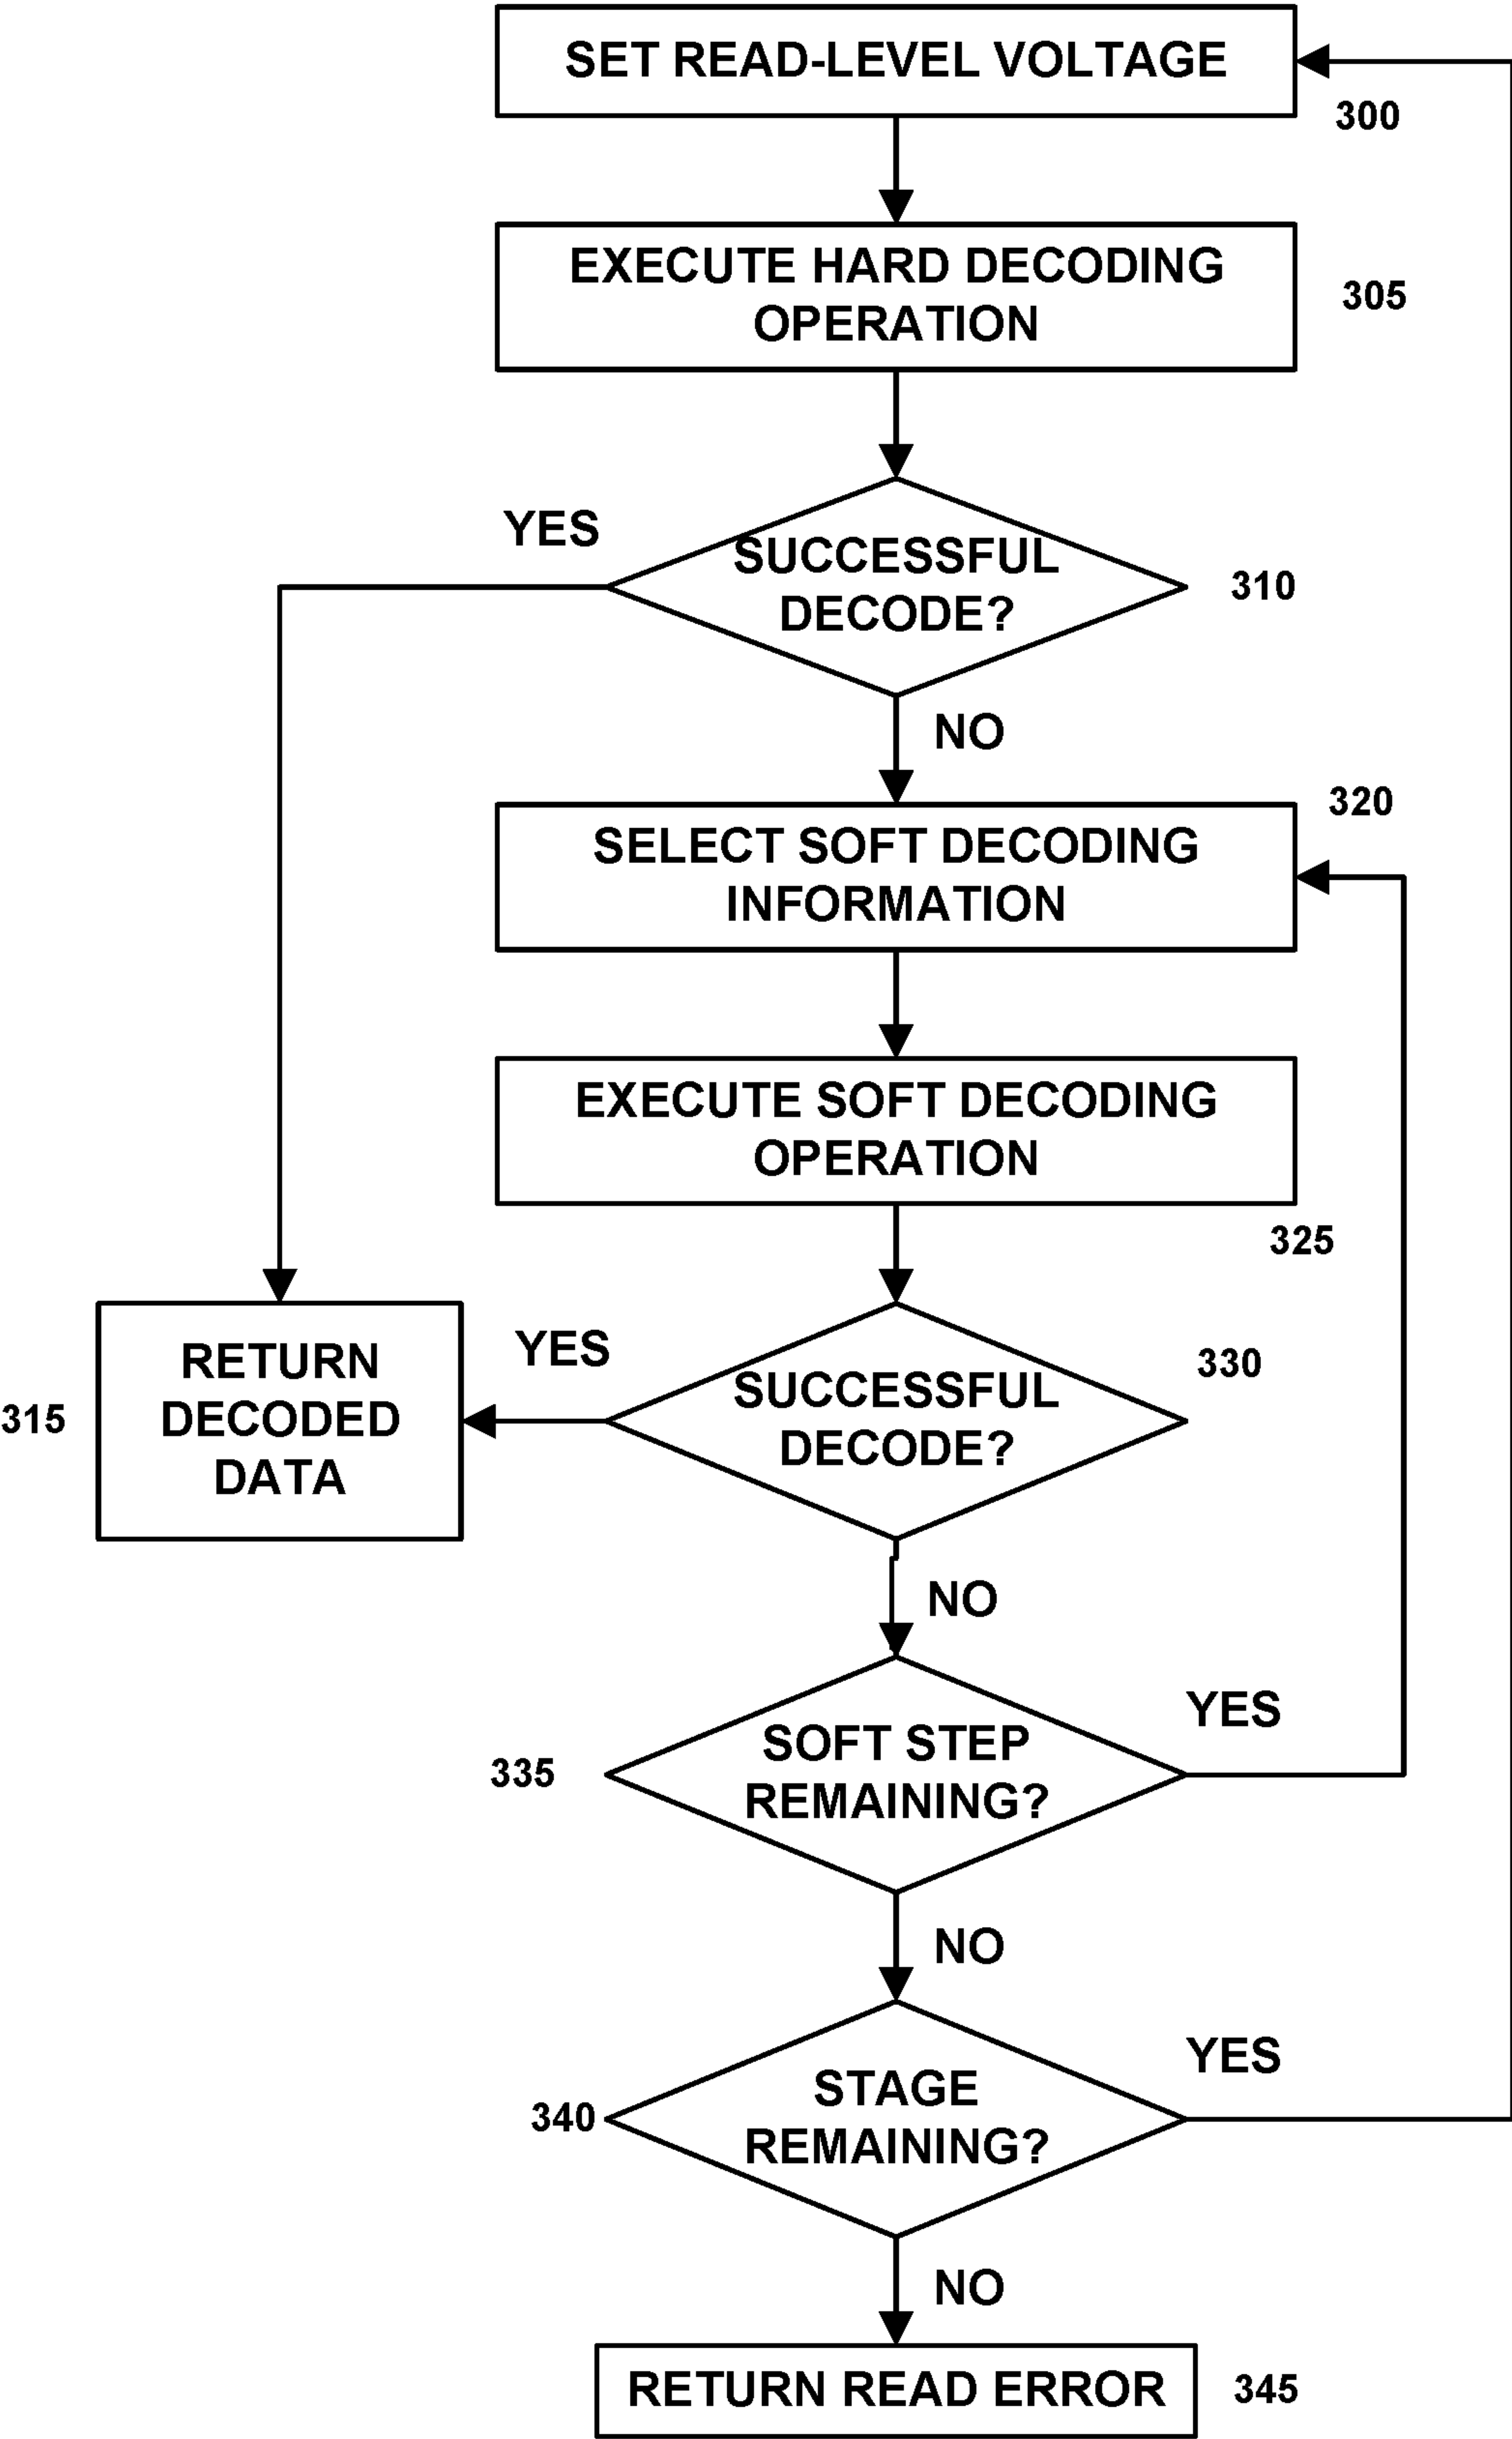 SET READ-LEVEL VOLTAGE
300
EXECUTE HARD DECODING
OPERATION
305
YES
SUCCESSFUL
DECODE?
310
NO
320
SELECT SOFT DECODING
INFORMATION
EXECUTE SOFT DECODING
OPERATION
325
RETURN
DECODED
DATA
315
YES
SUCCESSFUL
DECODE?
330
NO
335
SOFT STEP
REMAINING?
YES
NO
340
STAGE
REMAINING?
YES
NO
RETURN READ ERROR
345